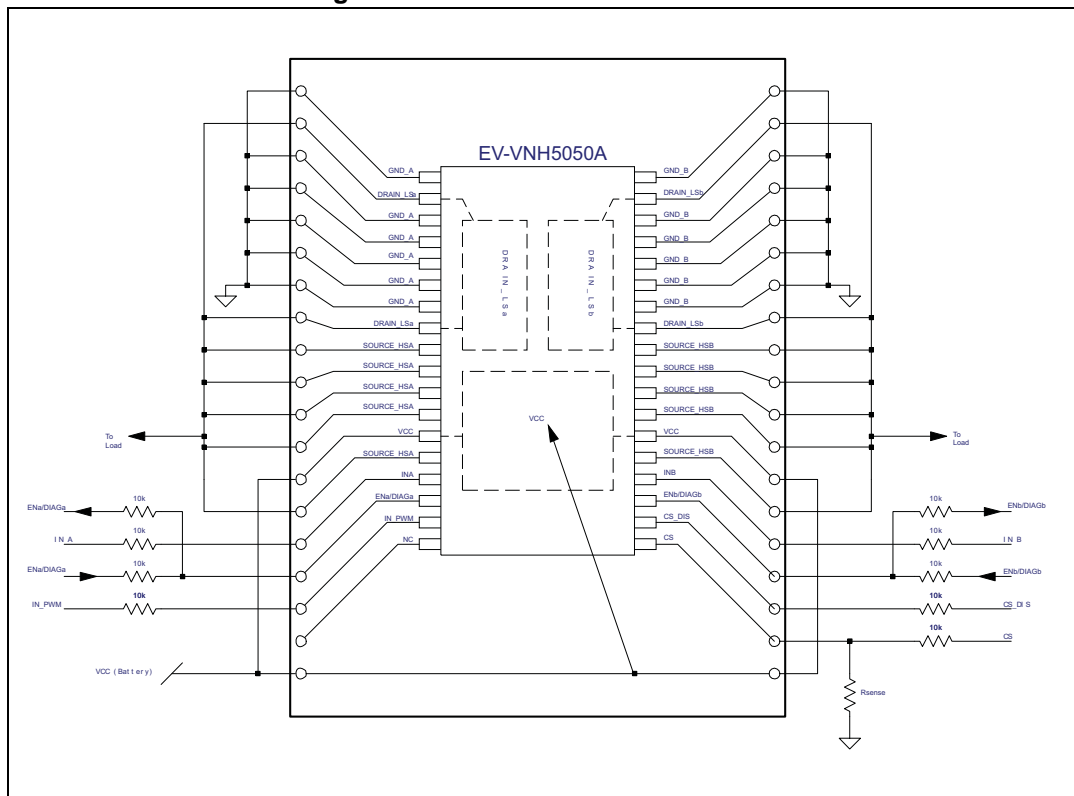 EV-VNH5050A
GND_A
DRAIN_LSa
GND_A
GND_A
GND_A
GND_A
GND_A
DRAIN_LSa
SOURCE_HSA
SOURCE_HSA
SOURCE_HSA
SOURCE_HSA
VCC
SOURCE_HSA
INA
ENa/DIAGa
IN_PWM
NC
DRAIN_LSa
DRAIN_LSb
VCC
GND_B
DRAIN_LSb
GND_B
GND_B
GND_B
GND_B
GND_B
DRAIN_LSb
SOURCE_HSB
SOURCE_HSB
SOURCE_HSB
SOURCE_HSB
VCC
SOURCE_HSB
INB
ENb/DIAGb
CS_DIS
CS
To
Load
ENa/DIAGa
10k
IN_A
10k
ENa/DIAGa
10k
IN_PWM
10k
VCC (Battery)
To
Load
10k
ENb/DIAGb
10k
IN_B
10k
ENb/DIAGb
10k
CS_DIS
10k
CS
Rsense